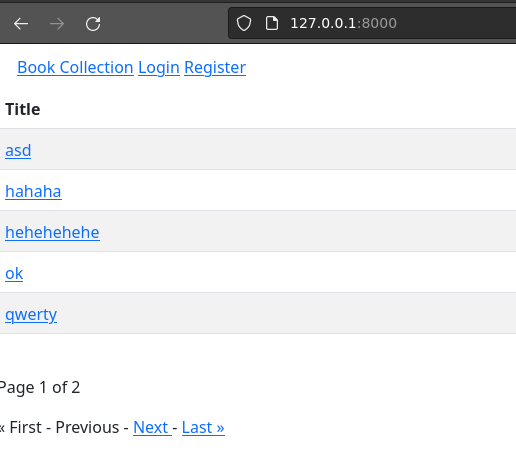 127.0.0.1:8000
Book Collection Login Register
Title
asd
hahaha
hehehehehe
ok
qwerty
Page 1 of 2
« First - Previous - Next - Last »